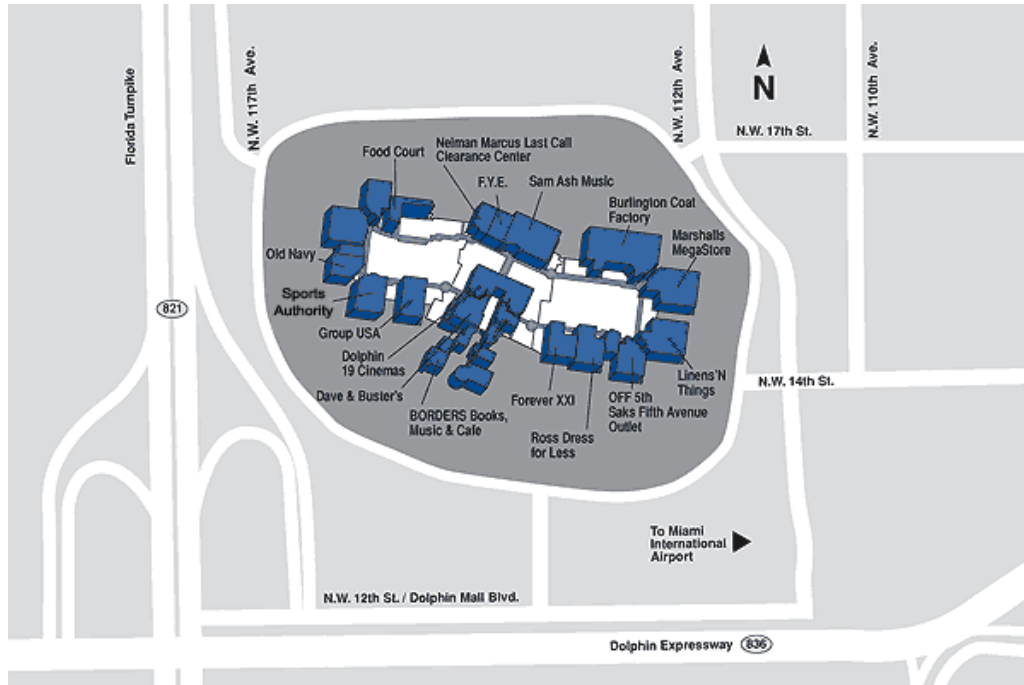 Florida Turnpike
N.W. 117th Ave.
N.W. 112th Ave.
N
N.W. 110th Ave.
N.W. 17th St.
Food Court
Neiman Marcus Last Call
Clearance Center
F.Y.E.
Sam Ash Music
Burlington Coat
Factory
Marshalls
MegaStore
Old Navy
Sports
Authority
Group USA
Dolphin
19 Cinemas
Dave & Buster's
BORDERS Books,
Music & Cafe
Forever XXI
Ross Dress
for Less
OFF 5th
Saks Fifth Avenue
Outlet
Linens'N
Things
821
N.W. 14th St.
To Miami
International
Airport
N.W. 12th St. / Dolphin Mall Blvd.
Dolphin Expressway 836